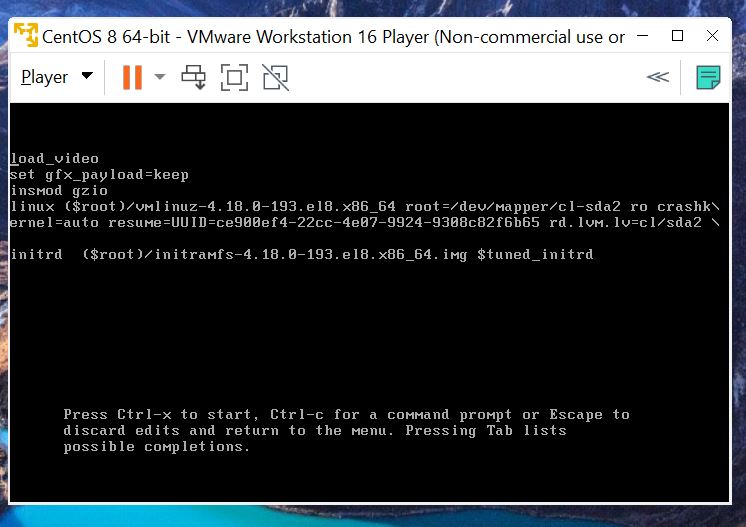 CentOS 8 64-bit - VMware Workstation 16 Player (Non-commercial use or
Player
load_video
set gfx_payload=keep
insmod gzio
linux ($root)/vmlinuz-4.18.0-193.el8.x86_64 root=/dev/mapper/cl-sda2 ro crashk\
ernel=auto resume=UUID=ce900ef4-22cc-4e07-9924-9308c82f6b65 rd.lvm.lv=cl/sda2 \
initrd  ($root)/initramfs-4.18.0-193.el8.x86_64.img $tuned_initrd
Press Ctrl-x to start, Ctrl-c for a command prompt or Escape to
discard edits and return to the menu. Pressing Tab lists
possible completions.